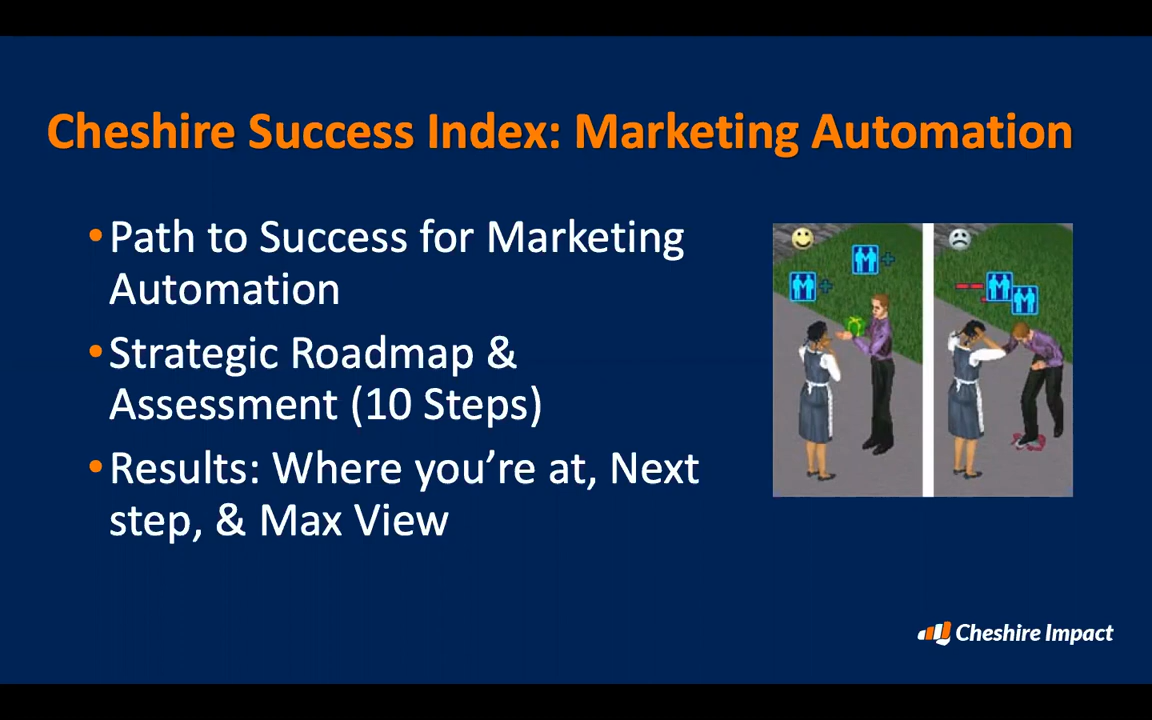 Cheshire Success Index: Marketing Automation
•Path to Success for Marketing
Automation
•Strategic Roadmap &
Assessment (10 Steps)
•Results: Where you’re at, Next
step, & Max View
Cheshire Impact